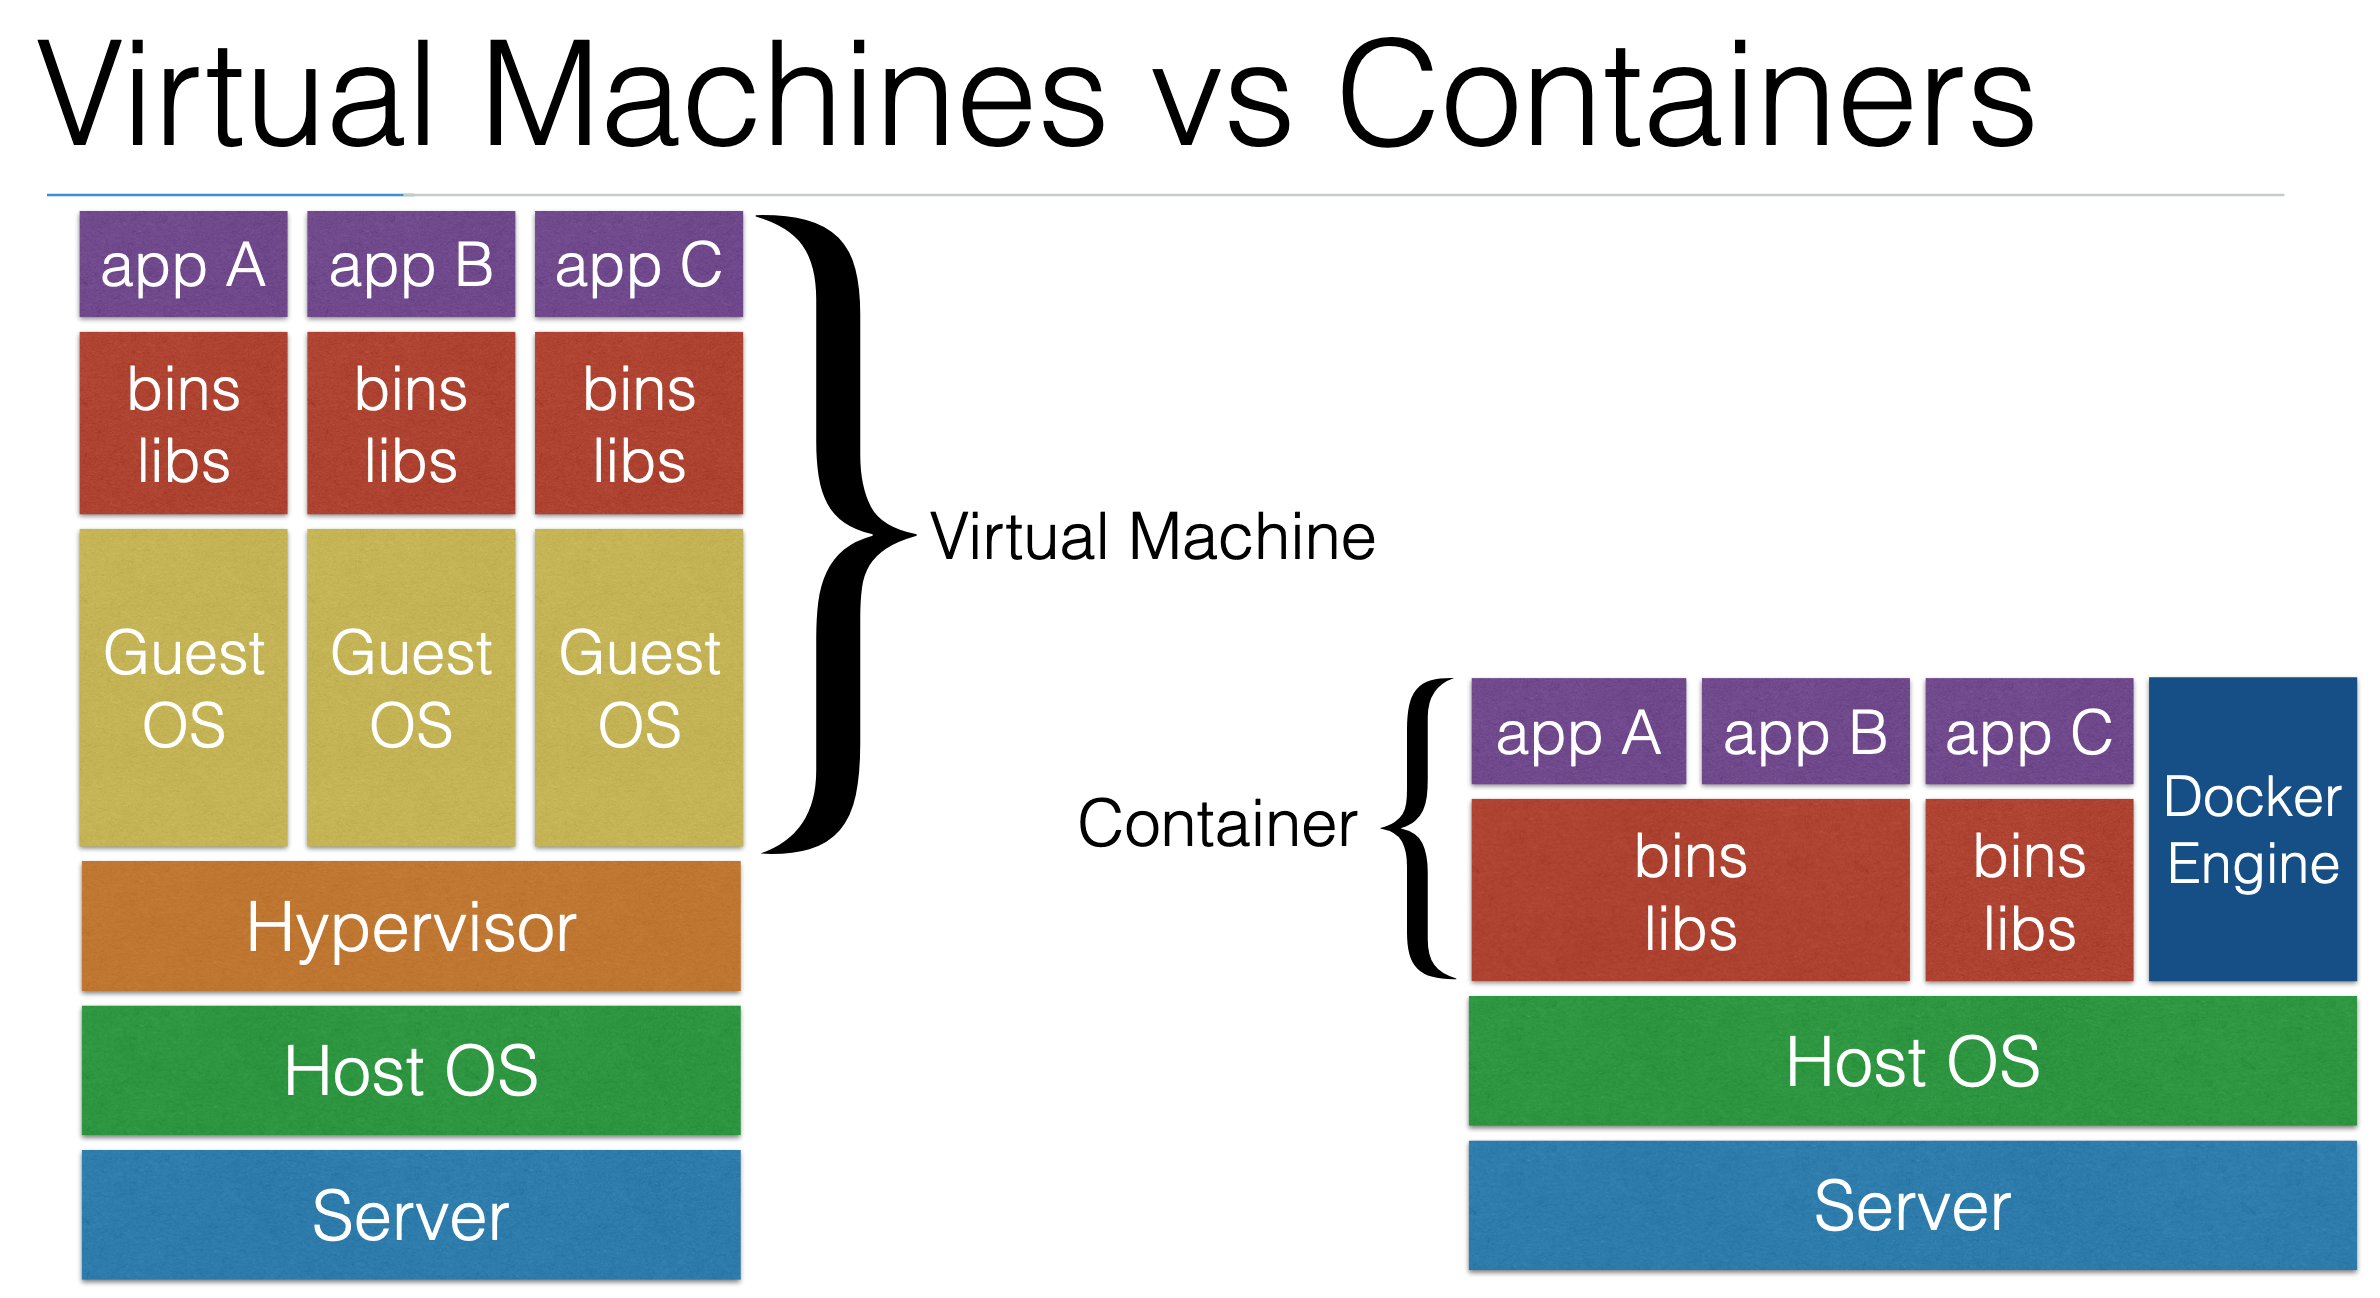 Virtual Machines vs Containers
app A
app B
app C
bins
libs
bins
libs
bins
libs
Guest
OS
Guest
OS
Guest
OS
Hypervisor
Host OS
Server
Virtual Machine
Container
app A
app B
app C
Docker
Engine
bins
libs
bins
libs
Host OS
Server